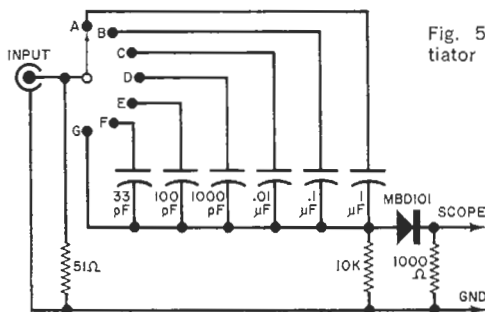 Fig. 5
tiator
INPUT
A
B
C
D
E
F
G
33 pF
100 pF
1000 pF
.01 µF
.1 µF
1 µF
MBD101
SCOPE
51Ω
10K
1000 Ω
GND